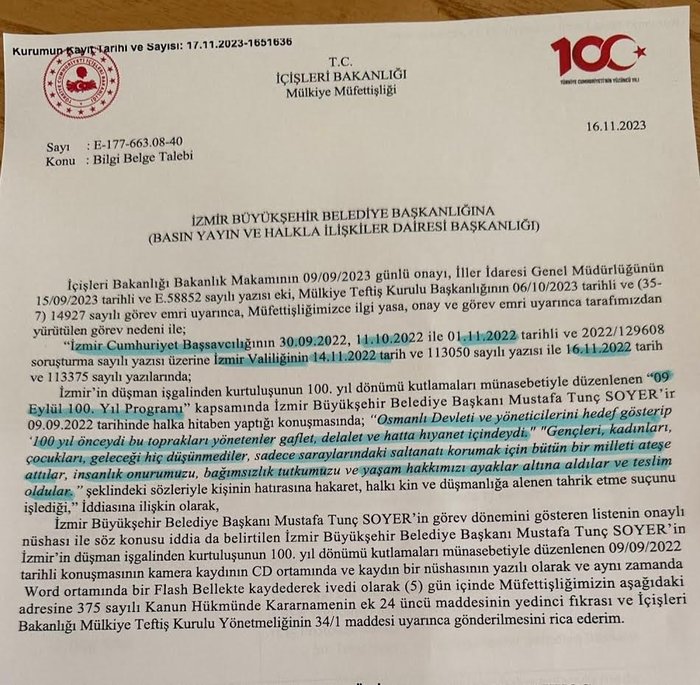 Kurumun Kayıt Tarihi ve Sayısı: 17.11.2023-1651636
T.C.
İÇİŞLERİ BAKANLIĞI
Mülkiye Müfettişliği
100
TÜRKİYE CUMHURİYETİ'NİN YÜZÜNCÜ YILI
16.11.2023
Sayı : E-177-663.08-40
Konu : Bilgi Belge Talebi
İZMİR BÜYÜKŞEHİR BELEDİYE BAŞKANLIĞINA
(BASIN YAYIN VE HALKLA İLİŞKİLER DAİRESİ BAŞKANLIĞI)
İçişleri Bakanlığı Bakanlık Makamının 09/09/2023 günlü onayı, İller İdaresi Genel Müdürlüğünün
15/09/2023 tarihli ve E.58852 sayılı yazısı eki, Mülkiye Teftiş Kurulu Başkanlığının 06/10/2023 tarihli ve (35-
7) 14927 sayılı görev emri uyarınca, Müfettişliğimizce ilgi yasa, onay ve görev emri uyarınca tarafımızdan
yürütülen görev nedeni ile;
"İzmir Cumhuriyet Başsavcılığının 30.09.2022, 11.10.2022 ile 01.11.2022 tarihli ve 2022/129608
soruşturma sayılı yazısı üzerine İzmir Valiliğinin 14.11.2022 tarih ve 113050 sayılı yazısı ile 16.11.2022 tarih
ve 113375 sayılı yazılarında;
İzmir'in düşman işgalinden kurtuluşunun 100. yıl dönümü kutlamaları münasebetiyle düzenlenen "09
Eylül 100. Yıl Programı" kapsamında İzmir Büyükşehir Belediye Başkanı Mustafa Tunç SOYER'ir
09.09.2022 tarihinde halka hitaben yaptığı konuşmasında; "Osmanlı Devleti ve yöneticilerini hedef gösterip
'100 yıl önceydi bu toprakları yönetenler gaflet, delalet ve hatta hıyanet içindeydi." "Gençleri, kadınları,
çocukları, geleceği hiç düşünmediler, sadece saraylarındaki saltanatı korumak için bütün bir milleti ateşe
attılar, insanlık onurumuzu, bağımsızlık tutkumuzu ve yaşam hakkımızı ayaklar altına aldılar ve teslim
oldular." şeklindeki sözleriyle kişinin hatırasına hakaret, halkı kin ve düşmanlığa alenen tahrik etme suçunu
işlediği," İddiasına ilişkin olarak,
İzmir Büyükşehir Belediye Başkanı Mustafa Tunç SOYER'in görev dönemini gösteren listenin onaylı
nüshası ile söz konusu iddia da belirtilen İzmir Büyükşehir Belediye Başkanı Mustafa Tunç SOYER'in
İzmir'in düşman işgalinden kurtuluşunun 100. yıl dönümü kutlamaları münasebetiyle düzenlenen 09/09/2022
tarihli konuşmasının kamera kaydının CD ortamında ve kaydın bir nüshasının yazılı olarak ve aynı zamanda
Word ortamında bir Flash Bellekte kaydederek ivedi olarak (5) gün içinde Müfettişliğimizin aşağıdaki
adresine 375 sayılı Kanun Hükmünde Kararnamenin ek 24 üncü maddesinin yedinci fıkrası ve İçişleri
Bakanlığı Mülkiye Teftiş Kurulu Yönetmeliğinin 34/1 maddesi uyarınca gönderilmesini rica ederim.